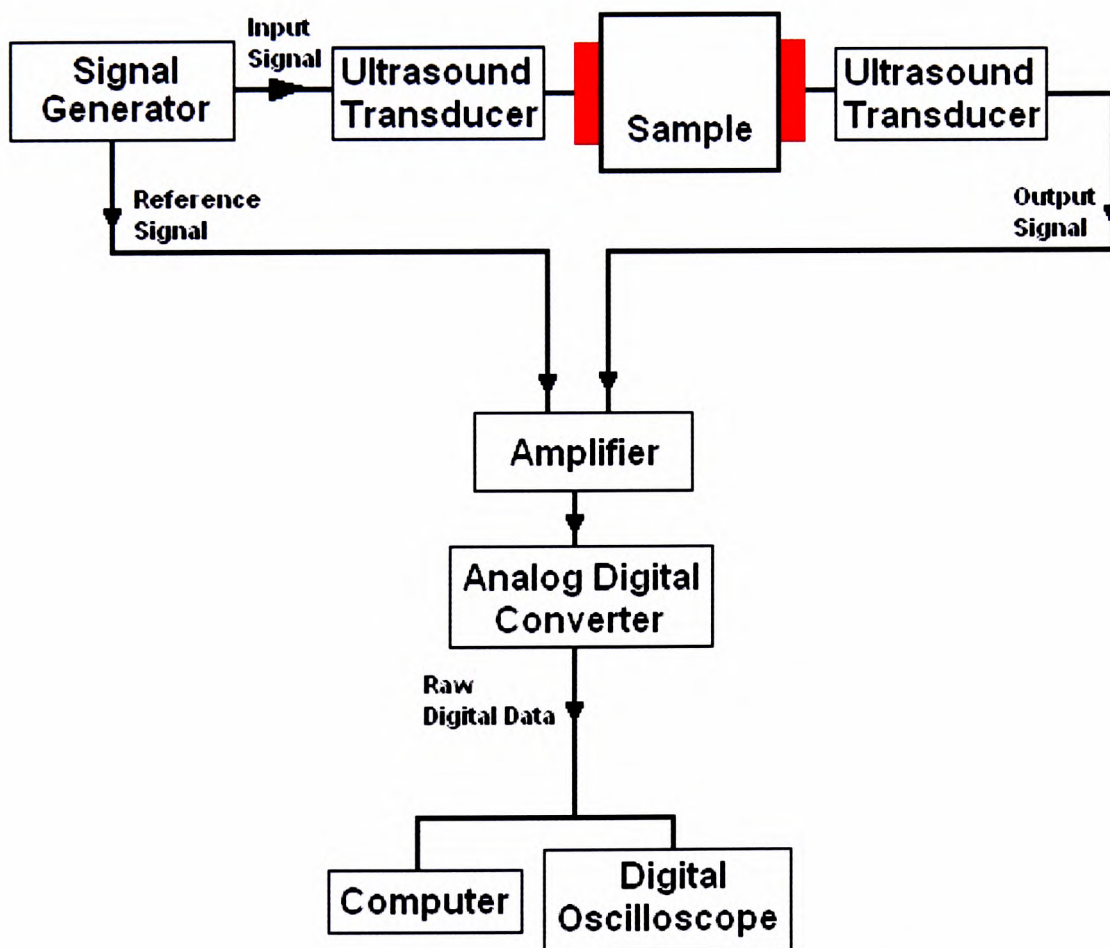 Input
Signal
Signal
Generator
Ultrasound
Transducer
Sample
Ultrasound
Transducer
Reference
Signal
Output
Signal
Amplifier
Analog Digital
Converter
Raw
Digital Data
Computer
Digital
Oscilloscope